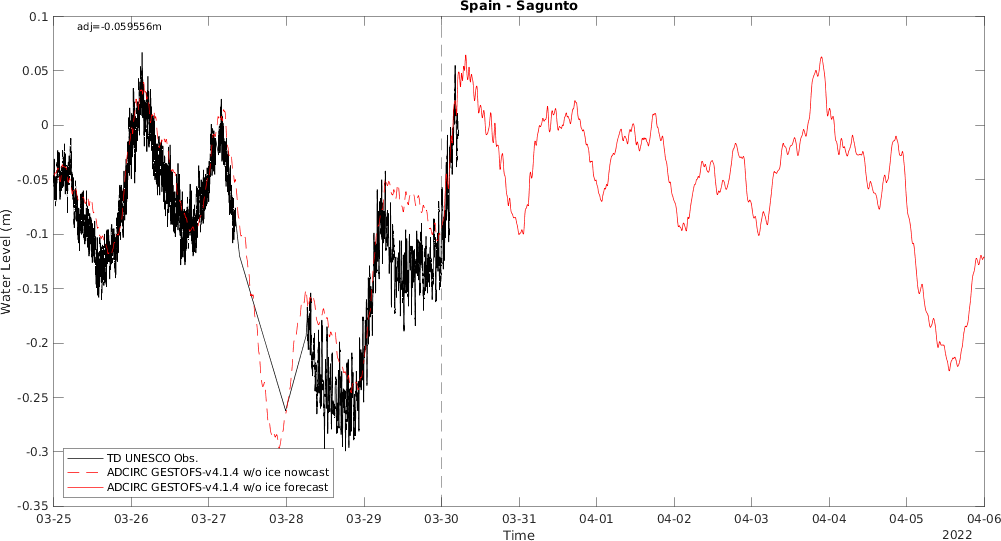 Spain - Sagunto
adj=-0.059556m
0.1
0.05
0
-0.05
-0.1
-0.15
-0.2
-0.25
-0.3
-0.35
Water Level (m)
TD UNESCO Obs.
ADCIRC GESTOFS-v4.1.4 w/o ice nowcast
ADCIRC GESTOFS-v4.1.4 w/o ice forecast
03-25 03-26 03-27 03-28 03-29 03-30 03-31 04-01 04-02 04-03 04-04 04-05 04-06
Time
2022